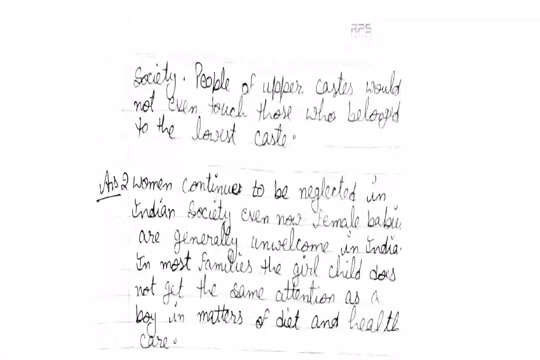 RPS
Society. People of upper castes would
not even touch those who belonged
to the lowest caste.
Ans 2 Women continue to be neglected in
Indian Society even now Female babie
are generally unwelcome in India.
In most families the girl child does
not get the same attention as a
boy in matters of diet and health
care.